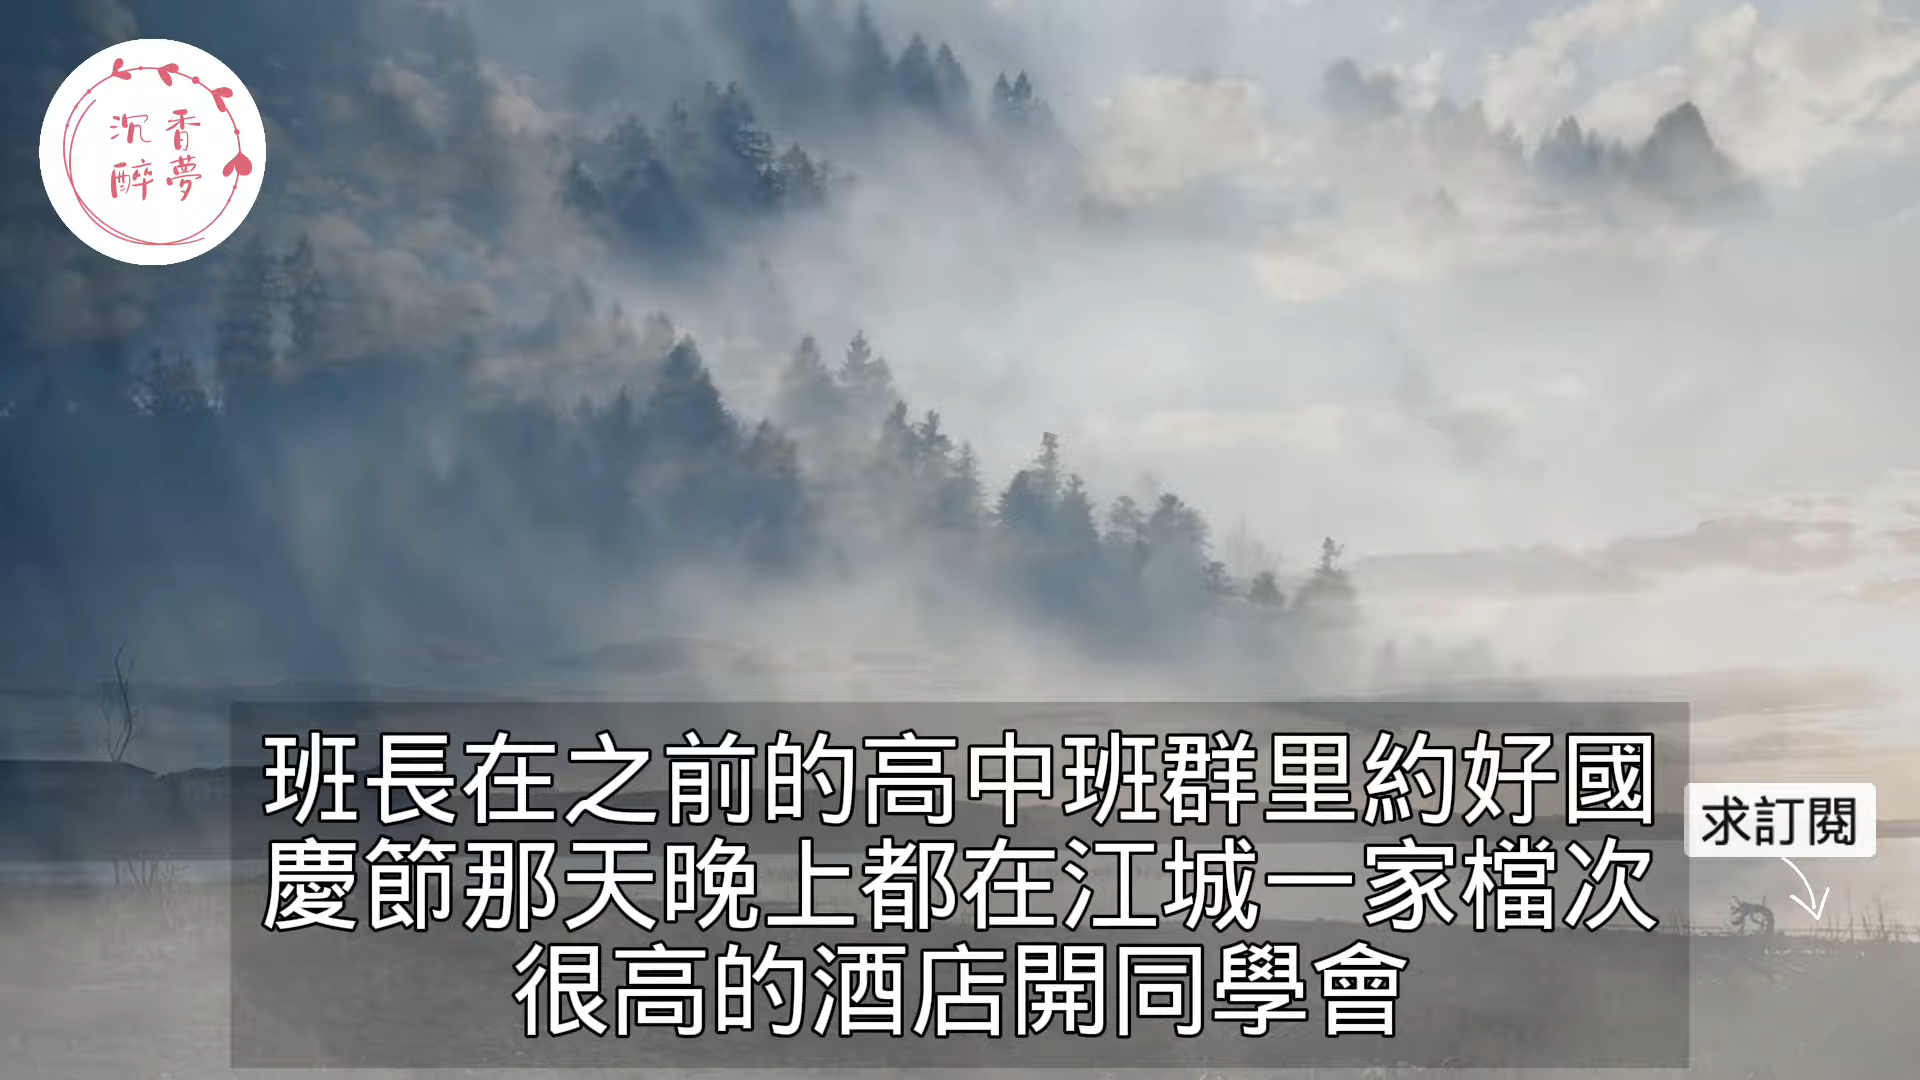 沉香
醉夢
班長在之前的高中班群里約好國
慶節那天晚上都在江城一家檔次
很高的酒店開同學會
求訂閱